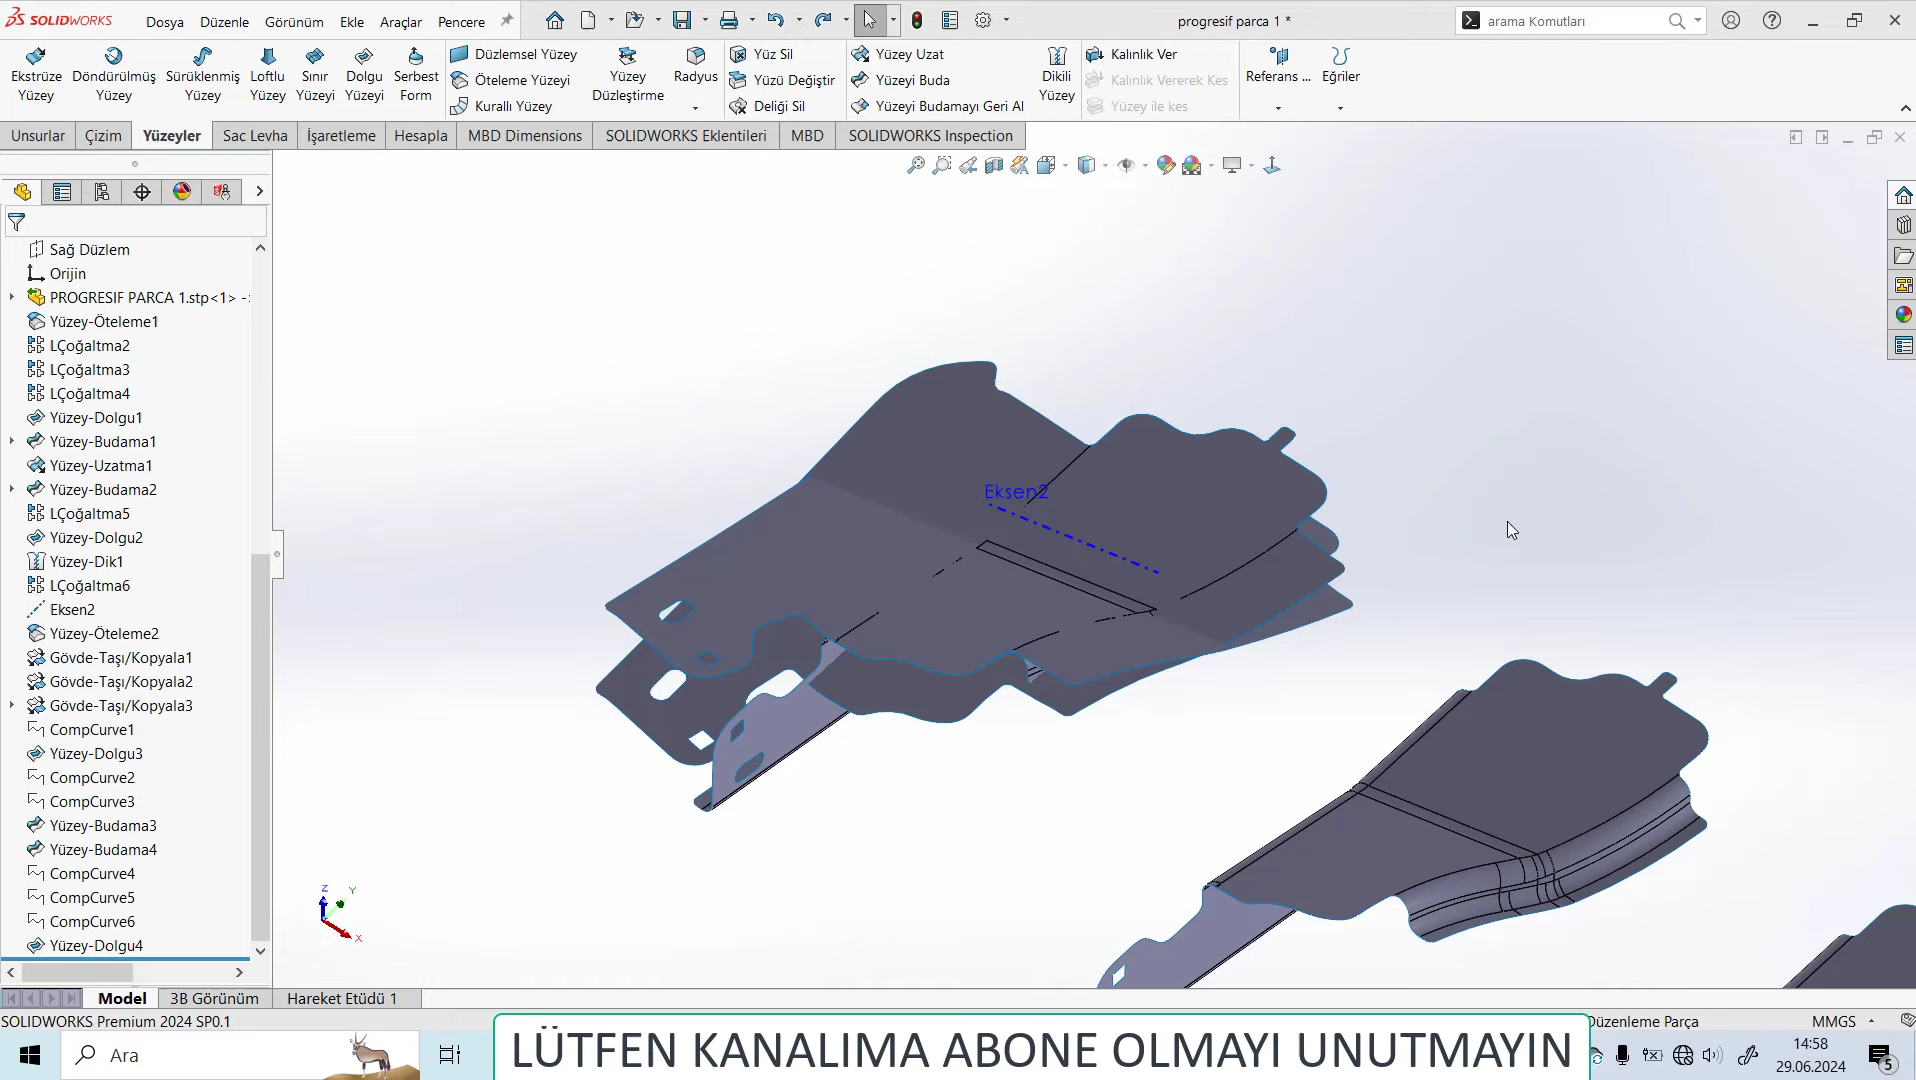 SOLIDWORKS Dosya Düzenle Görünüm Ekle Araçlar Pencere progresif parca 1 * arama Komutları
Ekstrüze Yüzey
Döndürülmüş Yüzey
Sürüklenmiş Yüzey
Loftlu Yüzey
Sınır Yüzeyi
Dolgu Yüzeyi
Serbest Form
Düzlemsel Yüzey
Öteleme Yüzeyi
Kurallı Yüzey
Yüzey Düzleştirme
Radyus
Yüz Sil
Yüzü Değiştir
Deliği Sil
Yüzey Uzat
Yüzeyi Buda
Yüzeyi Budamayı Geri Al
Dikili Yüzey
Kalınlık Ver
Kalınlık Vererek Kes
Yüzey ile kes
Referans ...
Eğriler
Unsurlar Çizim Yüzeyler Sac Levha İşaretleme Hesapla MBD Dimensions SOLIDWORKS Eklentileri MBD SOLIDWORKS Inspection
Sağ Düzlem
Orijin
PROGRESIF PARCA 1.stp<1> -
Yüzey-Öteleme1
LÇoğaltma2
LÇoğaltma3
LÇoğaltma4
Yüzey-Dolgu1
Yüzey-Budama1
Yüzey-Uzatma1
Yüzey-Budama2
LÇoğaltma5
Yüzey-Dolgu2
Yüzey-Dik1
LÇoğaltma6
Eksen2
Yüzey-Öteleme2
Gövde-Taşı/Kopyala1
Gövde-Taşı/Kopyala2
Gövde-Taşı/Kopyala3
CompCurve1
Yüzey-Dolgu3
CompCurve2
CompCurve3
Yüzey-Budama3
Yüzey-Budama4
CompCurve4
CompCurve5
CompCurve6
Yüzey-Dolgu4
Eksen2
Z Y X
Model 3B Görünüm Hareket Etüdü 1
SOLIDWORKS Premium 2024 SP0.1 Düzenleme Parça MMGS
Ara
LÜTFEN KANALIMA ABONE OLMAYI UNUTMAYIN
14:58
29.06.2024
5